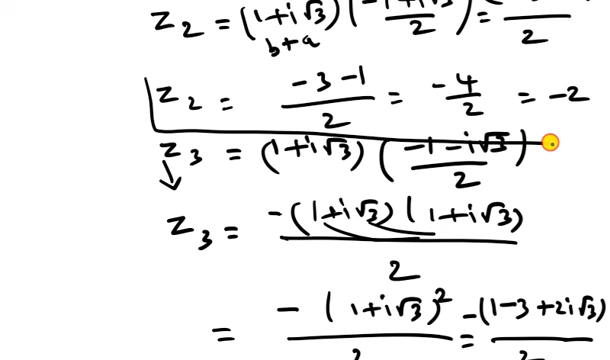 z₂ = (1+i√3) (-1+i√3 / 2) = / 2
b+a
z₂ = -3-1 / 2 = -4 / 2 = -2
z₃ = (1+i√3) (-1-i√3 / 2)
z₃ = -(1+i√3)(1+i√3) / 2
= -(1+i√3)² / 2 = -(1-3+2i√3) / 2